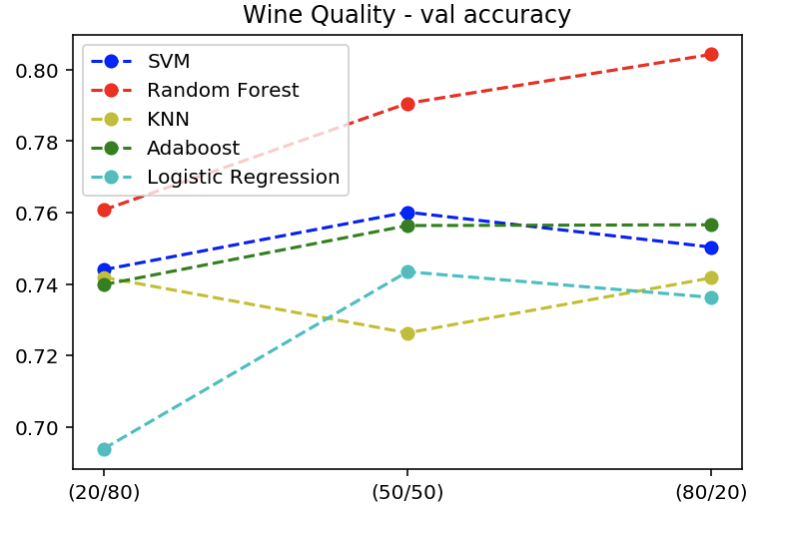 Wine Quality - val accuracy
SVM
Random Forest
KNN
Adaboost
Logistic Regression
0.80
0.78
0.76
0.74
0.72
0.70
(20/80)
(50/50)
(80/20)